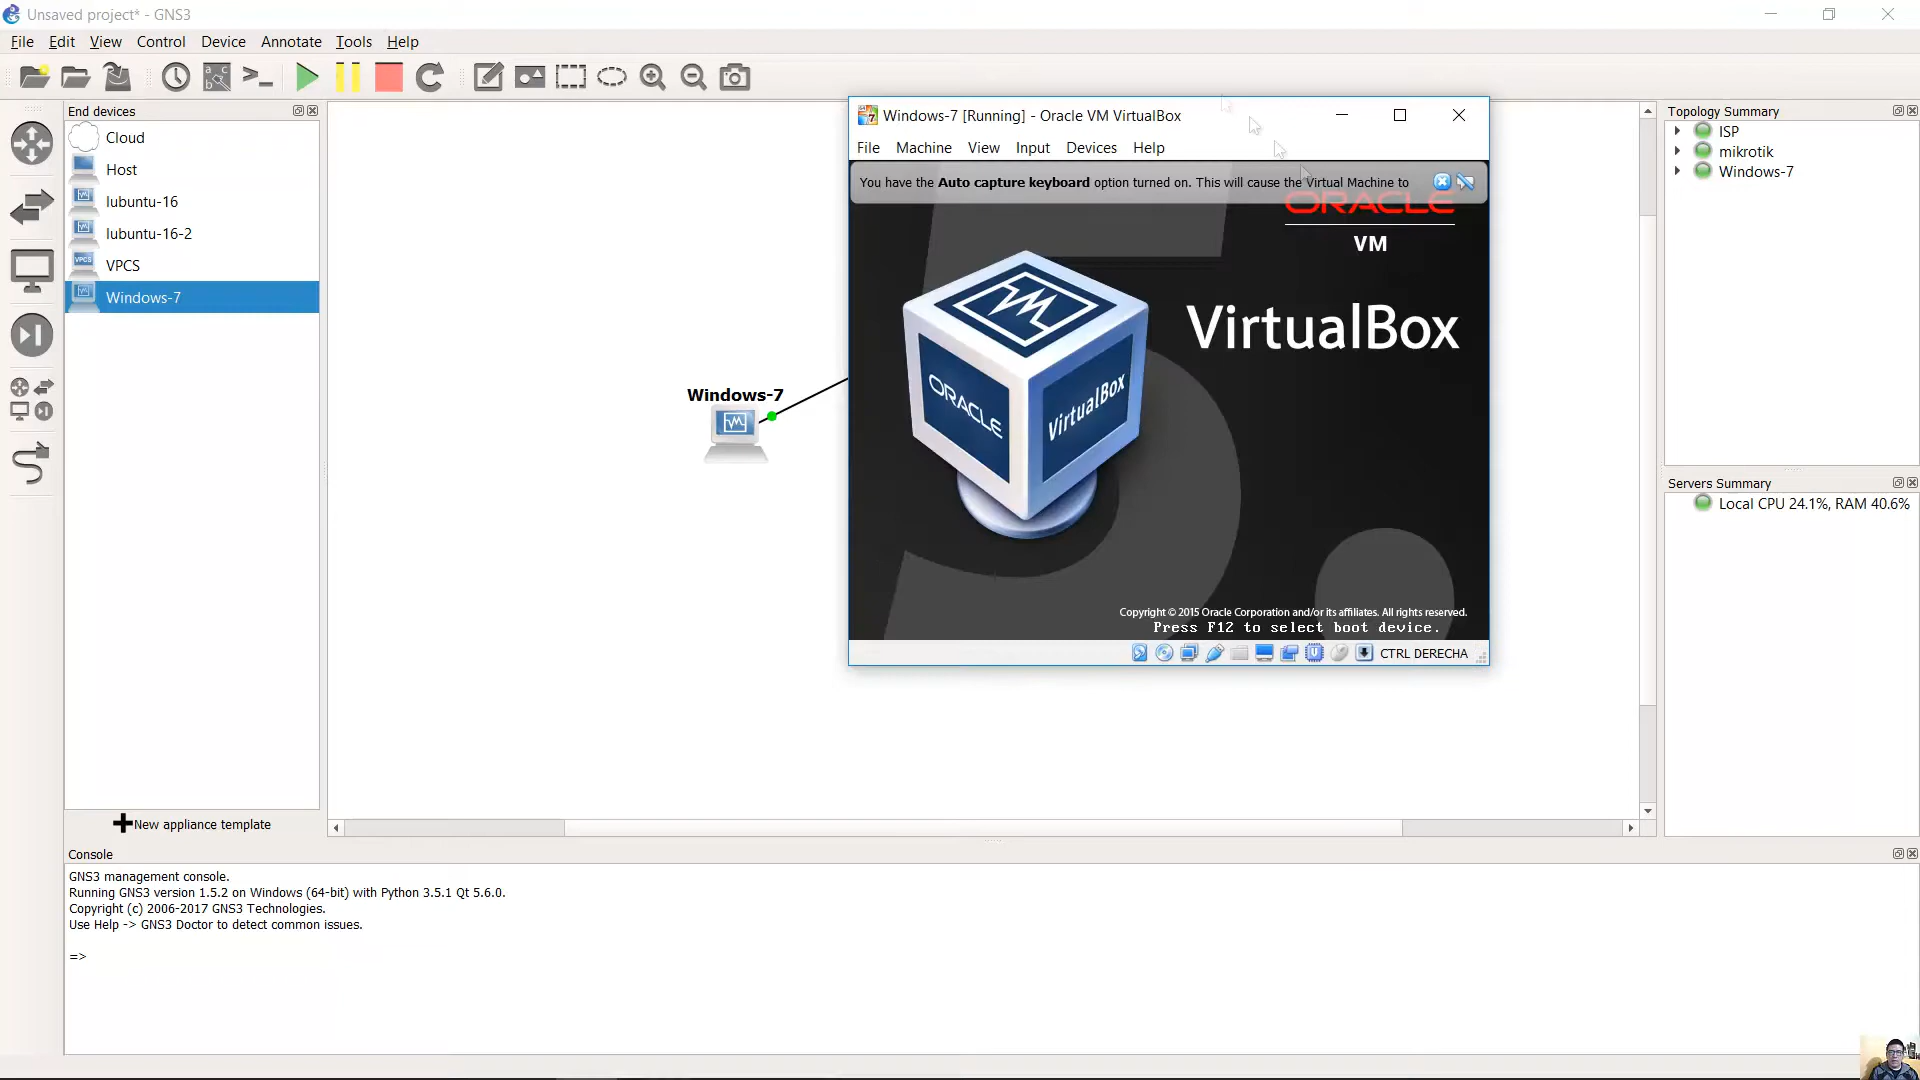 Unsaved project* - GNS3
File Edit View Control Device Annotate Tools Help
End devices
Cloud
Host
lubuntu-16
lubuntu-16-2
VPCS
VPCS
Windows-7
New appliance template
Windows-7
Windows-7 [Running] - Oracle VM VirtualBox
File Machine View Input Devices Help
You have the Auto capture keyboard option turned on. This will cause the Virtual Machine to
ORACLE
VM
VirtualBox
ORACLE
VirtualBox
Copyright © 2015 Oracle Corporation and/or its affiliates. All rights reserved.
Press F12 to select boot device.
CTRL DERECHA
Topology Summary
ISP
mikrotik
Windows-7
Servers Summary
Local CPU 24.1%, RAM 40.6%
Console
GNS3 management console.
Running GNS3 version 1.5.2 on Windows (64-bit) with Python 3.5.1 Qt 5.6.0.
Copyright (c) 2006-2017 GNS3 Technologies.
Use Help -> GNS3 Doctor to detect common issues.
=>